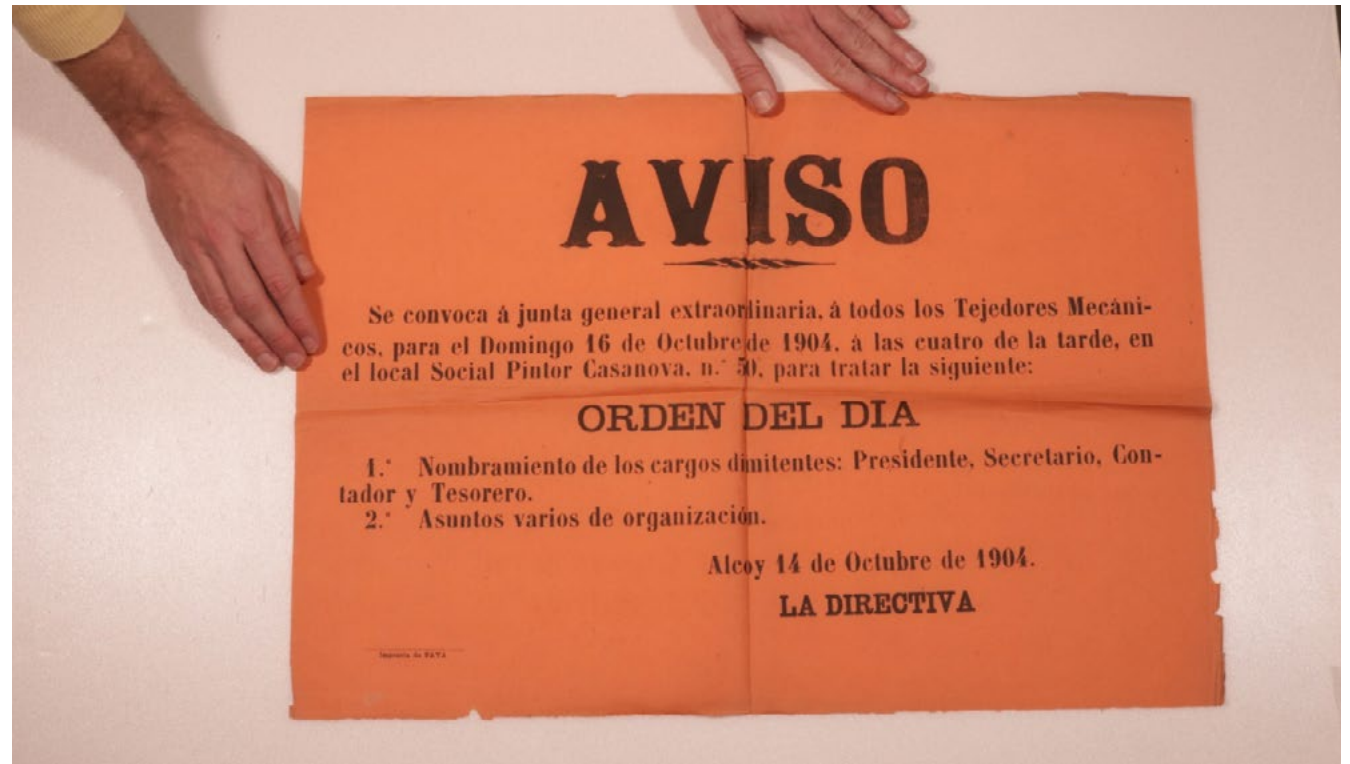 AVISO
Se convoca á junta general extraordinaria, á todos los Tejedores Mecáni-
cos, para el Domingo 16 de Octubre de 1904, á las cuatro de la tarde, en
el local Social Pintor Casanova, n.° 50, para tratar la siguiente:
ORDEN DEL DIA
1.° Nombramiento de los cargos dimitentes: Presidente, Secretario, Con-
tador y Tesorero.
2.° Asuntos varios de organización.
Alcoy 14 de Octubre de 1904.
LA DIRECTIVA
Imprenta de